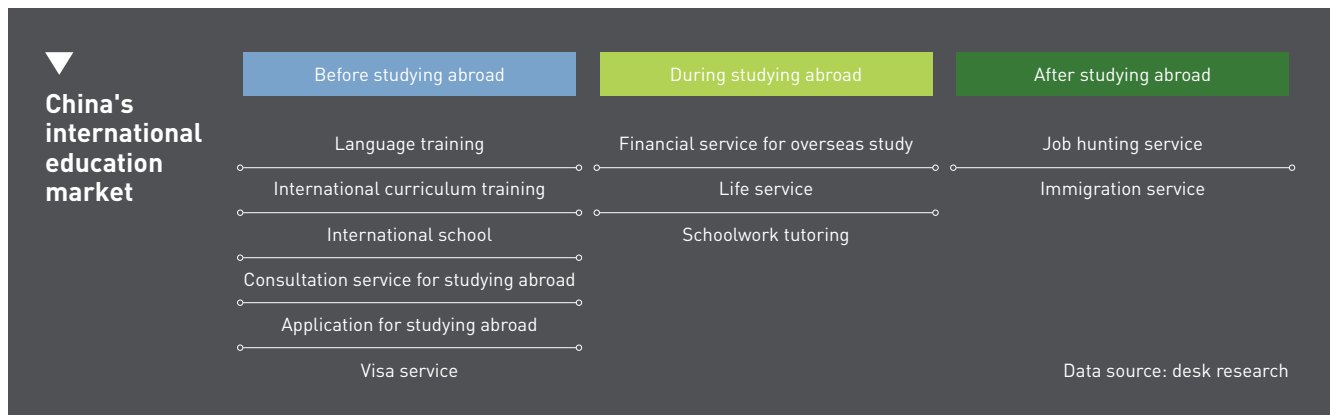 China's
international
education
market
Before studying abroad
Language training
International curriculum training
International school
Consultation service for studying abroad
Application for studying abroad
Visa service
During studying abroad
Financial service for overseas study
Life service
Schoolwork tutoring
After studying abroad
Job hunting service
Immigration service
Data source: desk research